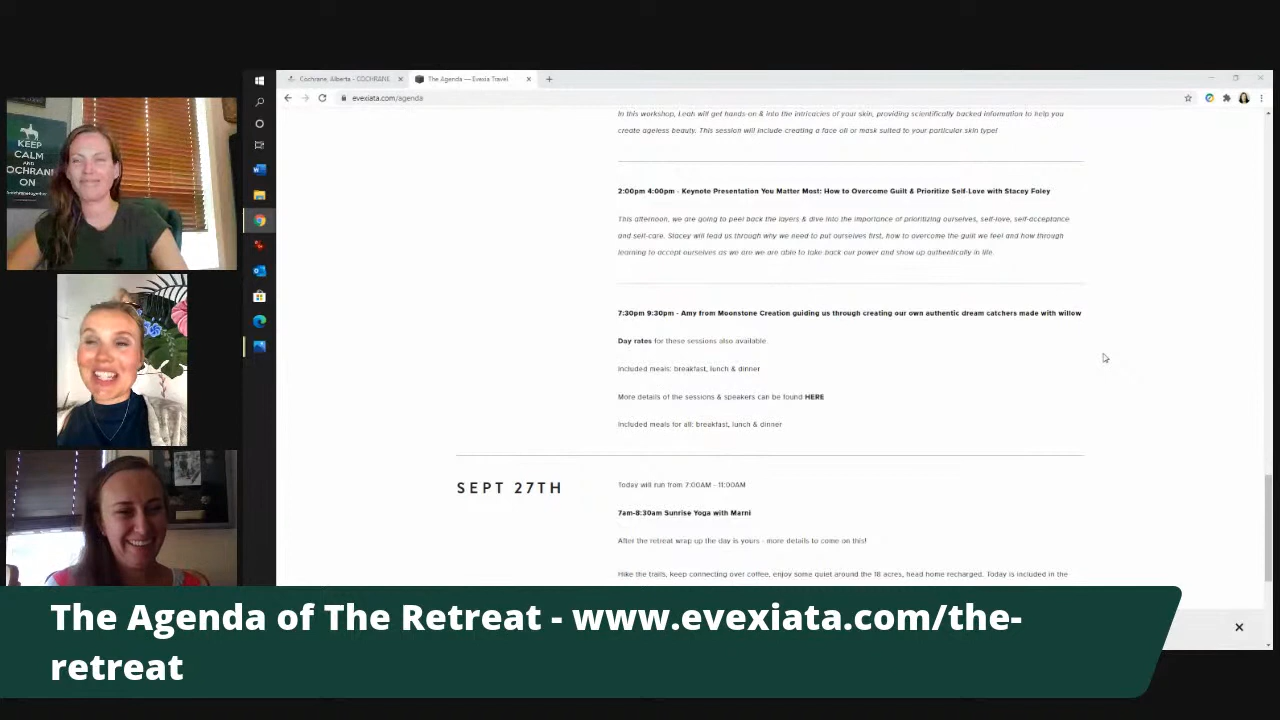 Cochrane, Alberta - COCHRANE
The Agenda — Evexia Travel
evexiata.com/agenda
KEEP
CALM
AND
COCHRANE
ON
In this workshop, Leah will get hands-on & into the intricacies of your skin, providing scientifically backed information to help you
create ageless beauty. This session will include creating a face oil or mask suited to your particular skin type!
2:00pm 4:00pm - Keynote Presentation You Matter Most: How to Overcome Guilt & Prioritize Self-Love with Stacey Foley
This afternoon, we are going to peel back the layers & dive into the importance of prioritizing ourselves, self-love, self-acceptance
and self-care. Stacey will lead us through why we need to put ourselves first, how to overcome the guilt we feel and how through
learning to accept ourselves as we are we are able to take back our power and show up authentically in life.
7:30pm 9:30pm - Amy from Moonstone Creation guiding us through creating our own authentic dream catchers made with willow
Day rates for these sessions also available
Included meals: breakfast, lunch & dinner
More details of the sessions & speakers can be found HERE
Included meals for all: breakfast, lunch & dinner
SEPT 27TH
Today will run from 7:00AM - 11:00AM
7am-8:30am Sunrise Yoga with Marni
After the retreat wrap up the day is yours - more details to come on this!
Hike the trails, keep connecting over coffee, enjoy some quiet around the 18 acres, head home recharged. Today is included in the
The Agenda of The Retreat - www.evexiata.com/the-
retreat